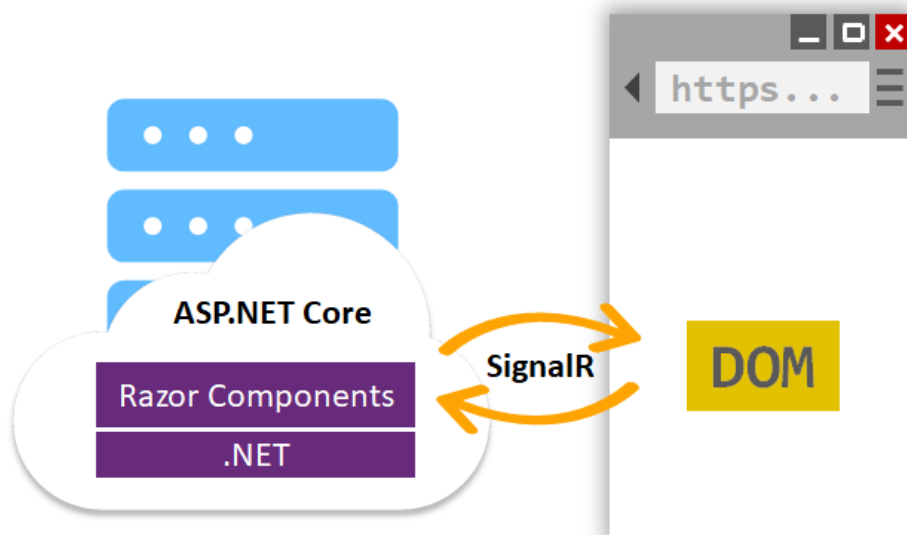 https...
ASP.NET Core
SignalR
DOM
Razor Components
.NET